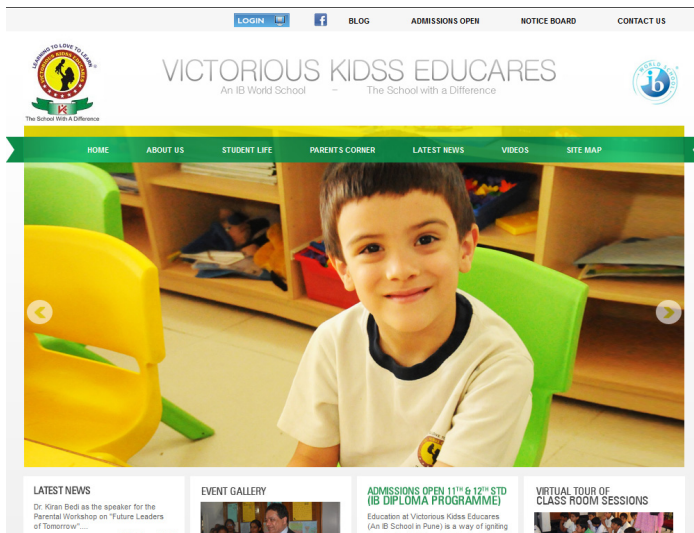 LOGIN
BLOG
ADMISSIONS OPEN
NOTICE BOARD
CONTACT US
LEARNING TO LOVE TO LEARN
VICTORIOUS KIDSS EDUCARES
The School With A Difference
VICTORIOUS KIDSS EDUCARES
An IB World School – The School with a Difference
WORLD SCHOOL
ib
HOME
ABOUT US
STUDENT LIFE
PARENTS CORNER
LATEST NEWS
VIDEOS
SITE MAP
LATEST NEWS
Dr. Kiran Bedi as the speaker for the
Parental Workshop on "Future Leaders
of Tomorrow"....
EVENT GALLERY
ADMISSIONS OPEN 11TH & 12TH STD
(IB DIPLOMA PROGRAMME)
Education at Victorious Kidss Educares
(An IB School in Pune) is a way of igniting
VIRTUAL TOUR OF
CLASS ROOM SESSIONS